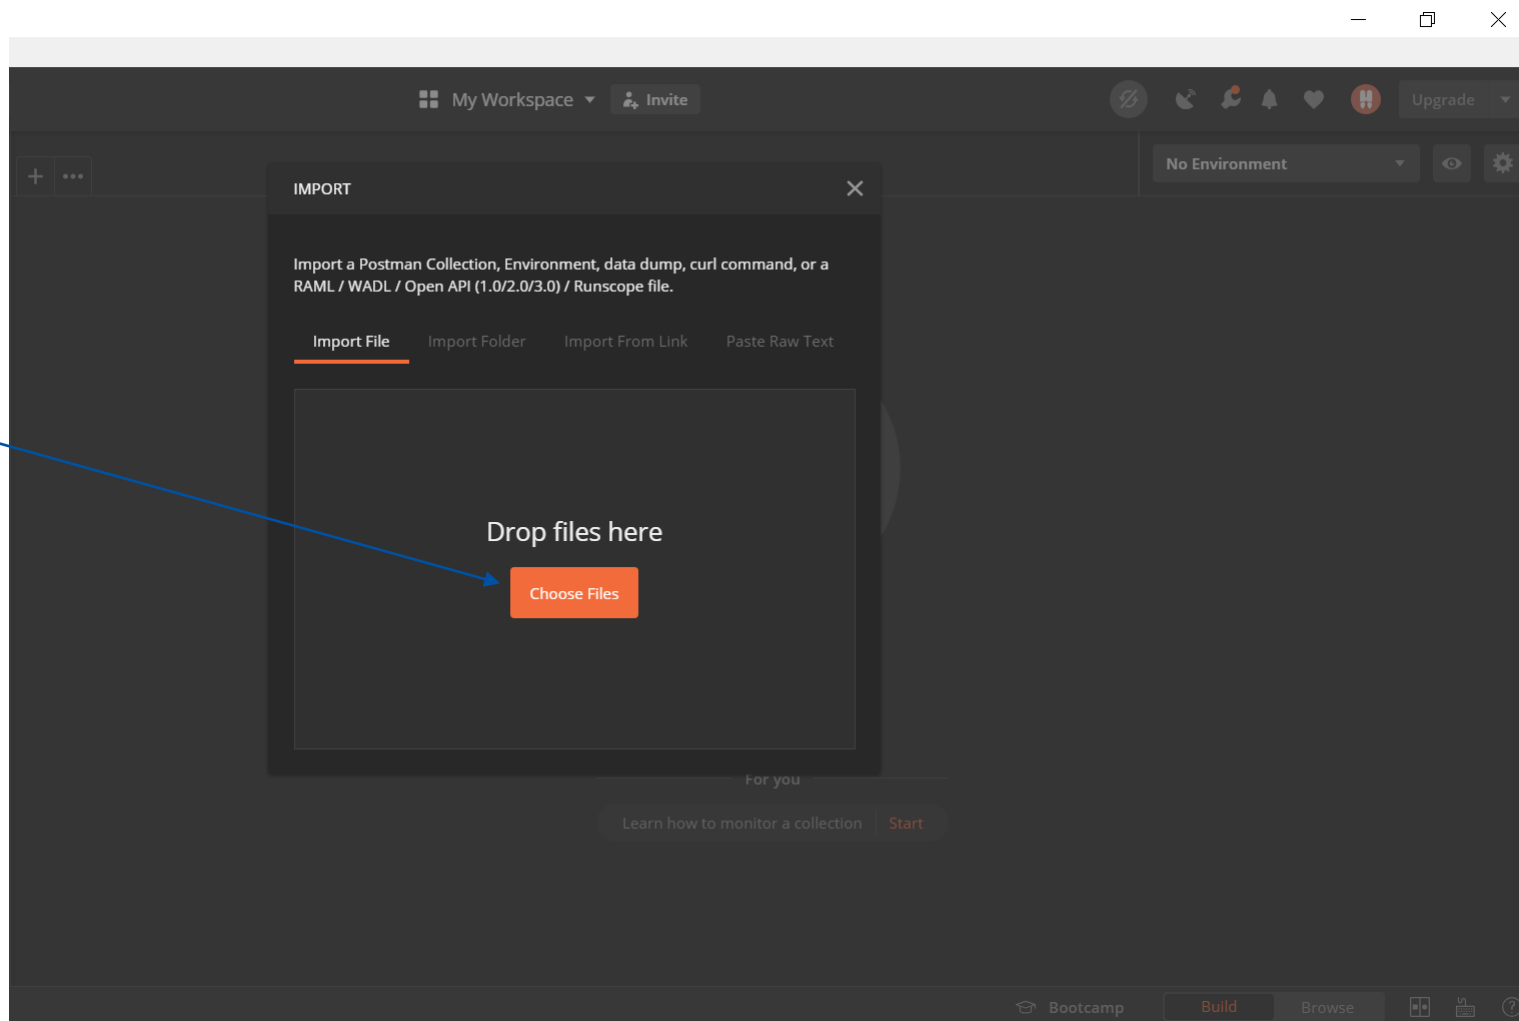 My Workspace
Invite
Upgrade
No Environment
IMPORT
Import a Postman Collection, Environment, data dump, curl command, or a
RAML / WADL / Open API (1.0/2.0/3.0) / Runscope file.
Import File
Import Folder
Import From Link
Paste Raw Text
Drop files here
Choose Files
For you
Learn how to monitor a collection
Start
Bootcamp
Build
Browse